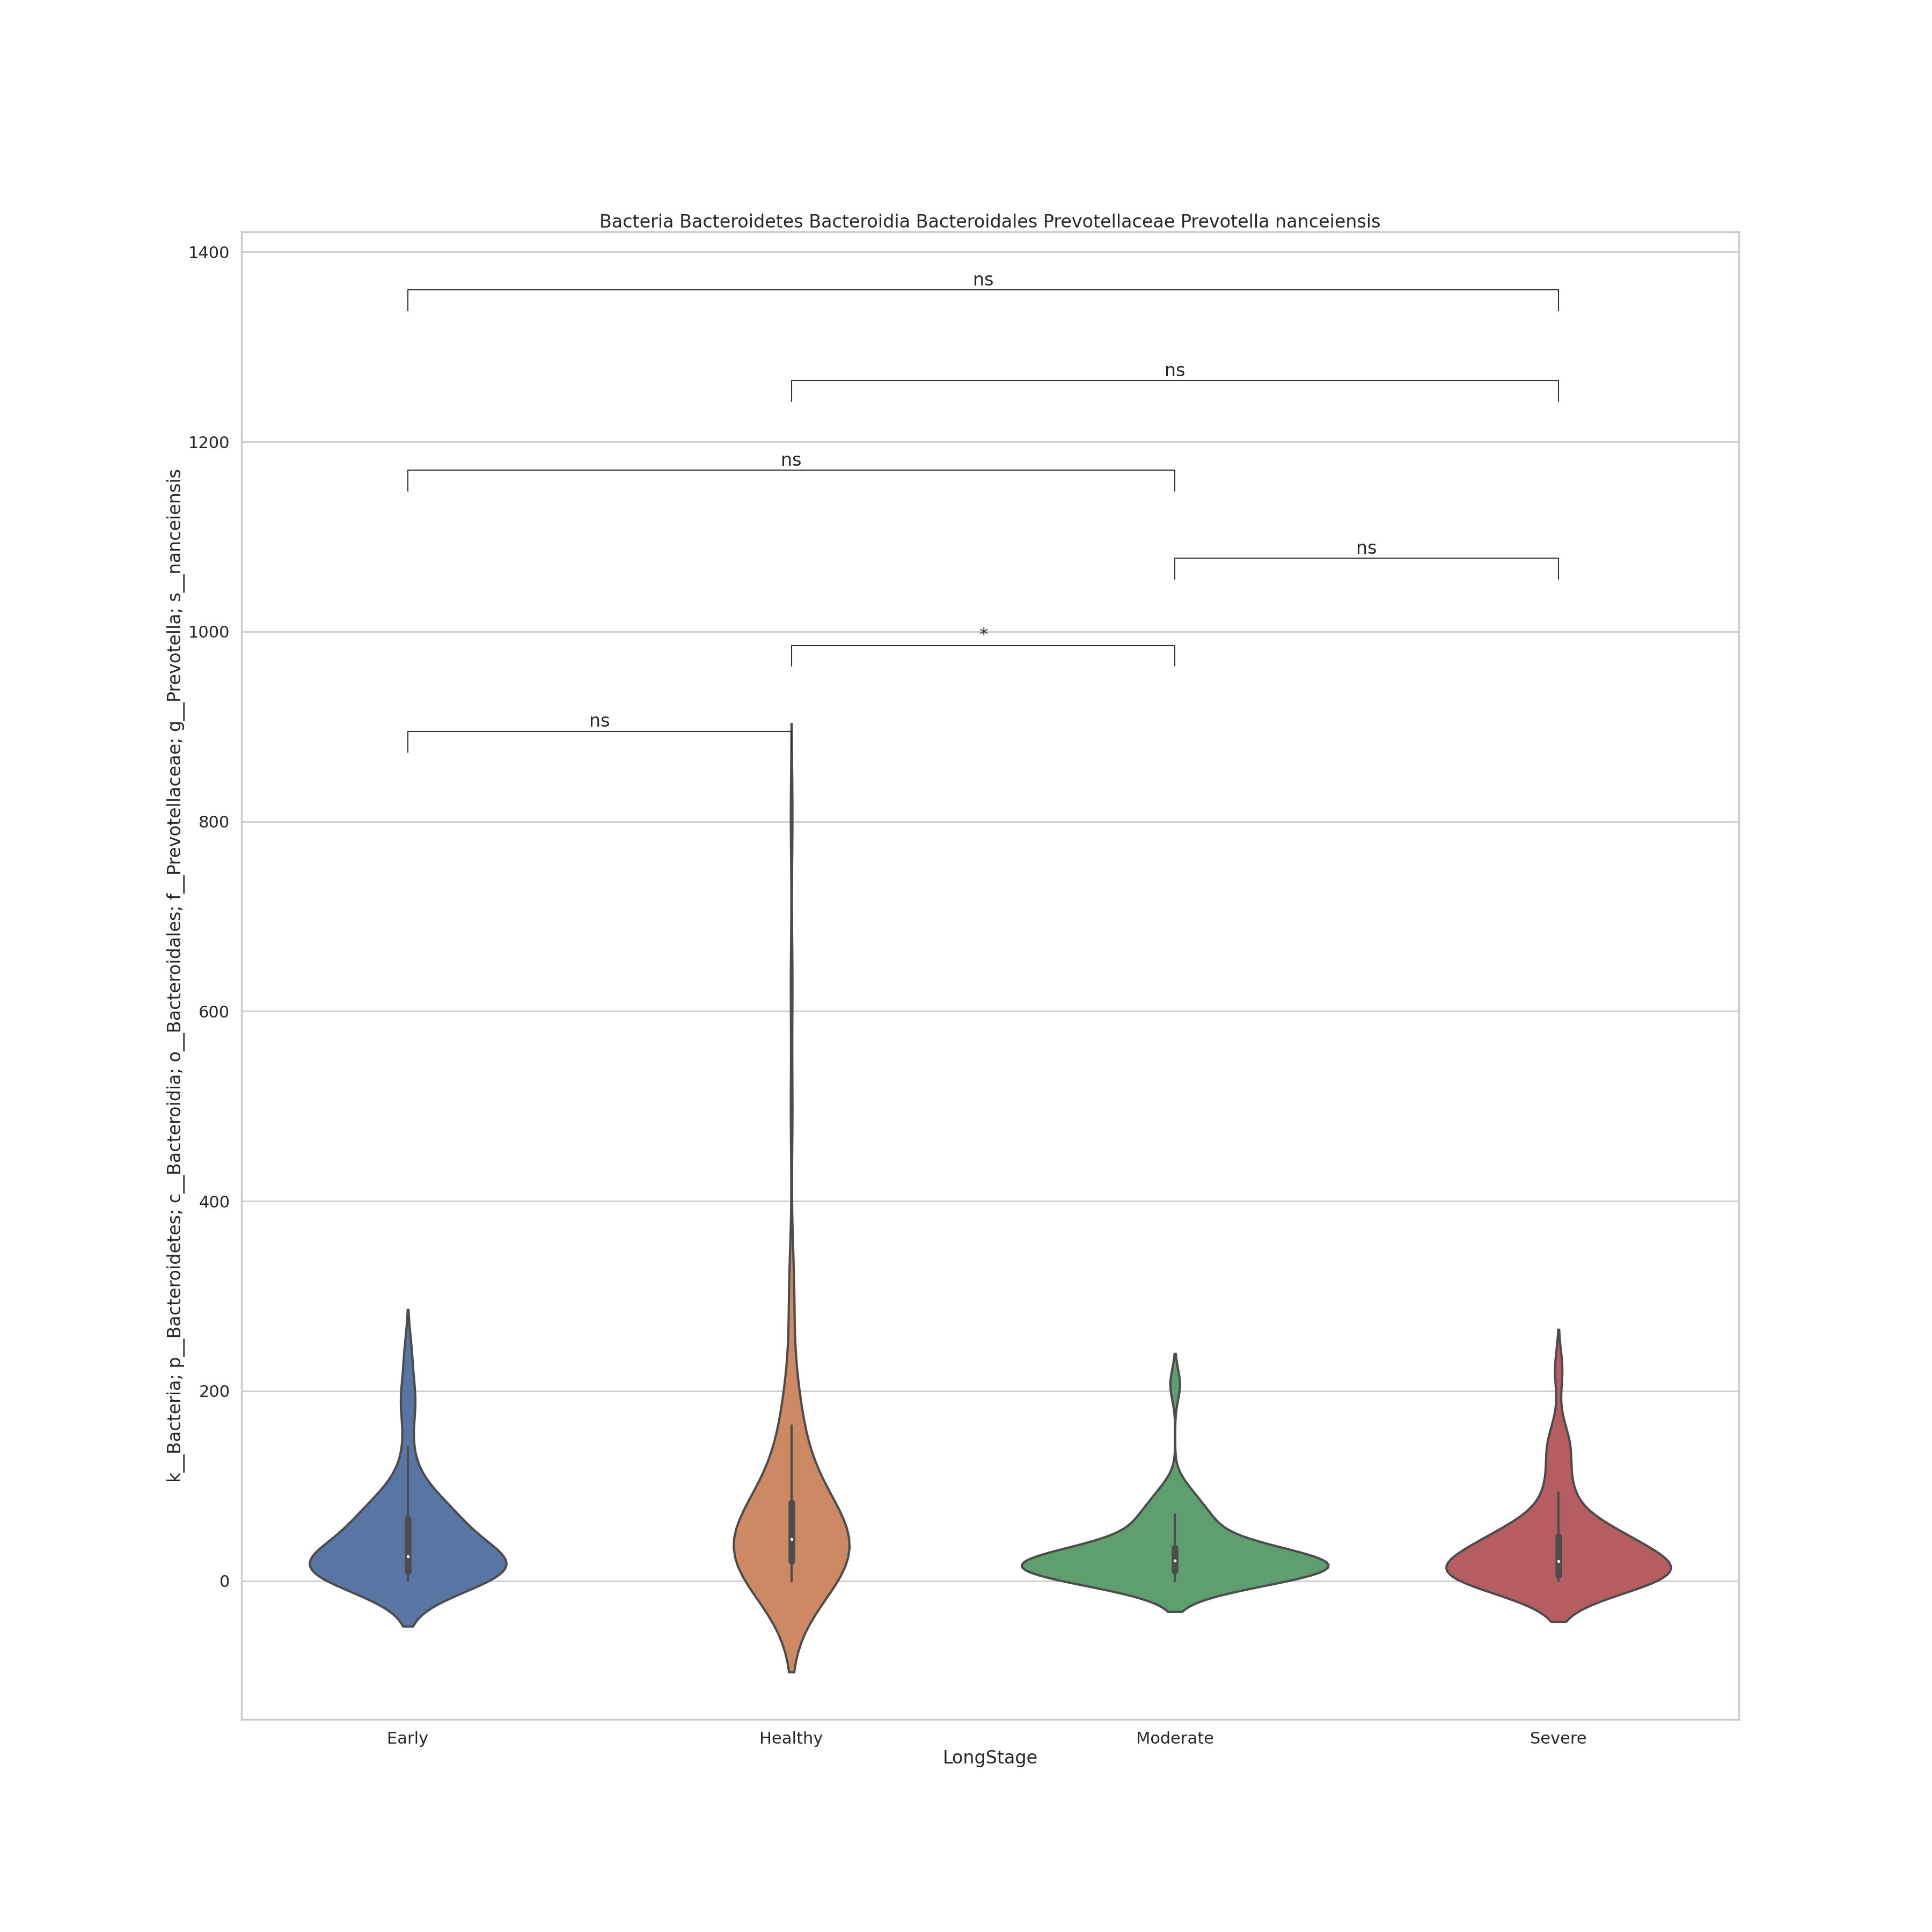 Bacteria Bacteroidetes Bacteroidia Bacteroidales Prevotellaceae Prevotella nanceiensis
k__Bacteria; p__Bacteroidetes; c__Bacteroidia; o__Bacteroidales; f__Prevotellaceae; g__Prevotella; s__nanceiensis
1400
1200
1000
800
600
400
200
0
ns
ns
ns
ns
*
ns
Early
Healthy
Moderate
Severe
LongStage